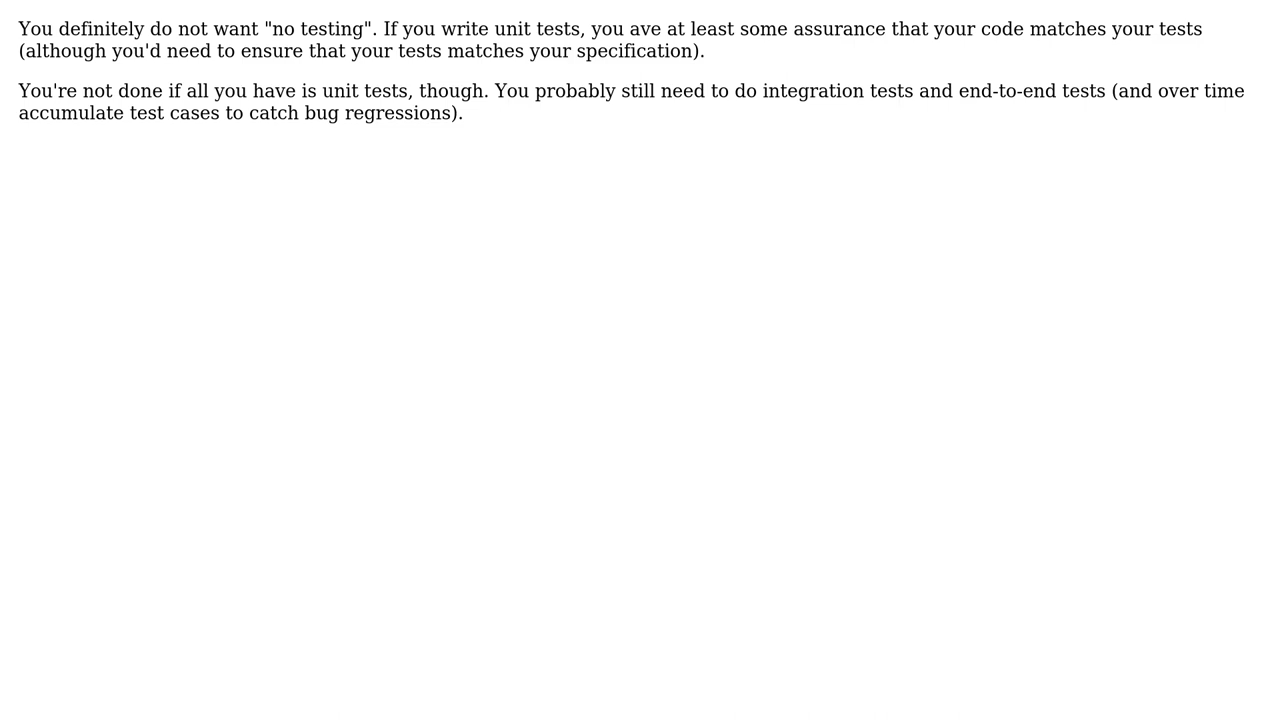 You definitely do not want "no testing". If you write unit tests, you ave at least some assurance that your code matches your tests
(although you'd need to ensure that your tests matches your specification).
You're not done if all you have is unit tests, though. You probably still need to do integration tests and end-to-end tests (and over time
accumulate test cases to catch bug regressions).